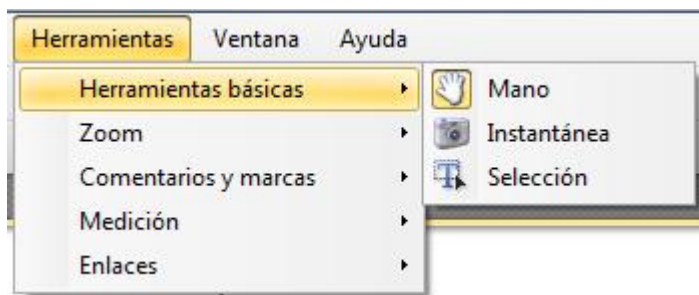 Herramientas Ventana Ayuda
Herramientas básicas
Mano
Zoom
Instantánea
Comentarios y marcas
Selección
Medición
Enlaces